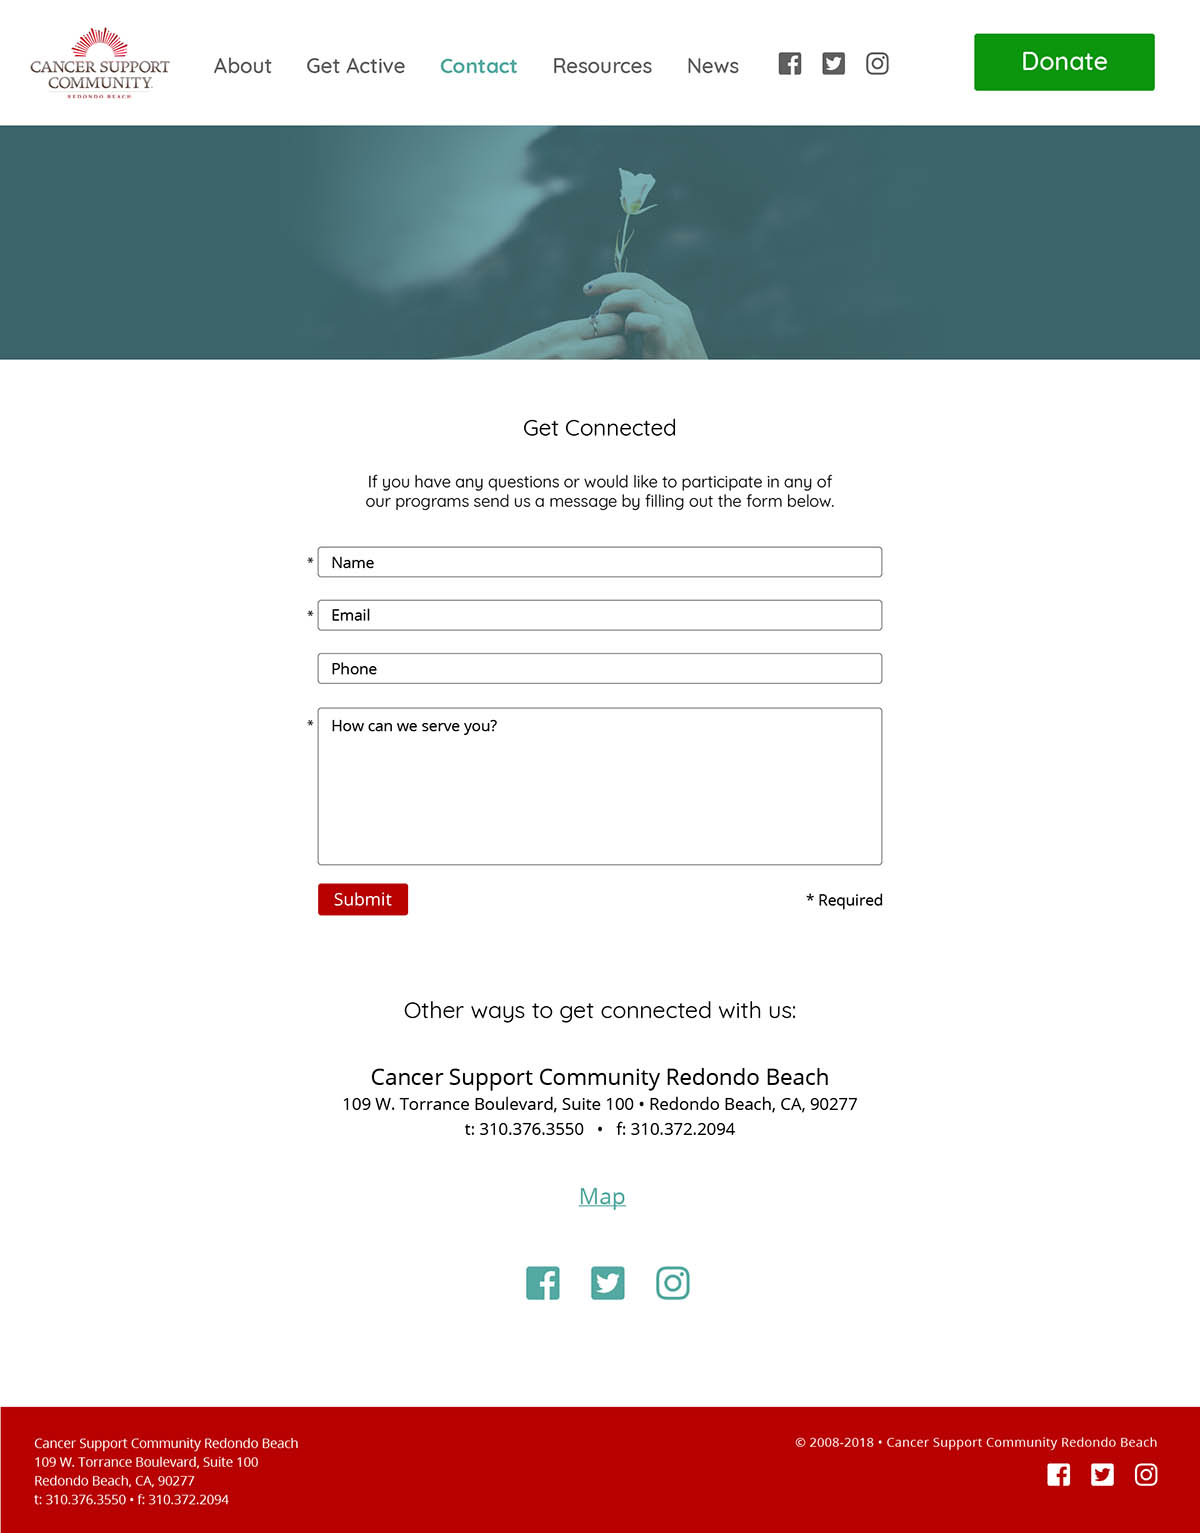 CANCER SUPPORT
COMMUNITY
REDONDO BEACH
About
Get Active
Contact
Resources
News
Donate
Get Connected
If you have any questions or would like to participate in any of
our programs send us a message by filling out the form below.
* Name
* Email
Phone
* How can we serve you?
Submit
* Required
Other ways to get connected with us:
Cancer Support Community Redondo Beach
109 W. Torrance Boulevard, Suite 100 • Redondo Beach, CA, 90277
t: 310.376.3550 • f: 310.372.2094
Map
Cancer Support Community Redondo Beach
109 W. Torrance Boulevard, Suite 100
Redondo Beach, CA, 90277
t: 310.376.3550 • f: 310.372.2094
© 2008-2018 • Cancer Support Community Redondo Beach